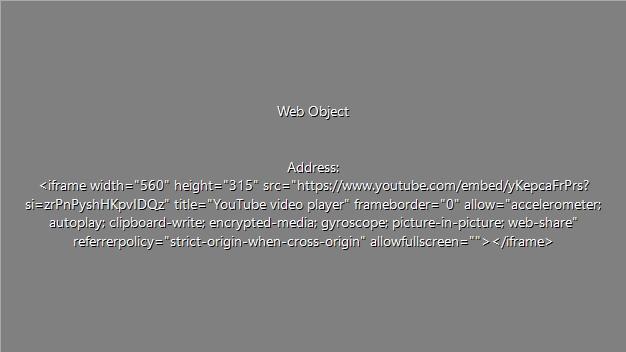 Web Object
Address:
<iframe width="560" height="315" src="https://www.youtube.com/embed/yKepcaFrPrs?
si=zrPnPyshHKpvIDQz" title="YouTube video player" frameborder="0" allow="accelerometer;
autoplay; clipboard-write; encrypted-media; gyroscope; picture-in-picture; web-share"
referrerpolicy="strict-origin-when-cross-origin" allowfullscreen=""></iframe>